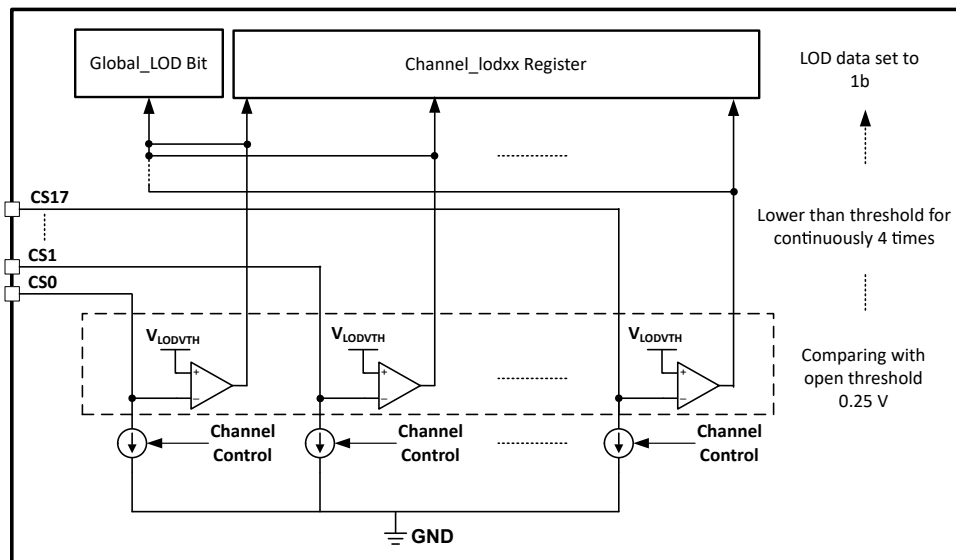 Global_LOD Bit
Channel_lodxx Register
LOD data set to
1b
CS17
Lower than threshold for
continuously 4 times
CS1
CS0
VLODVTH
VLODVTH
VLODVTH
+
+
+
−
−
−
Comparing with
open threshold
0.25 V
Channel
Control
Channel
Control
Channel
Control
GND